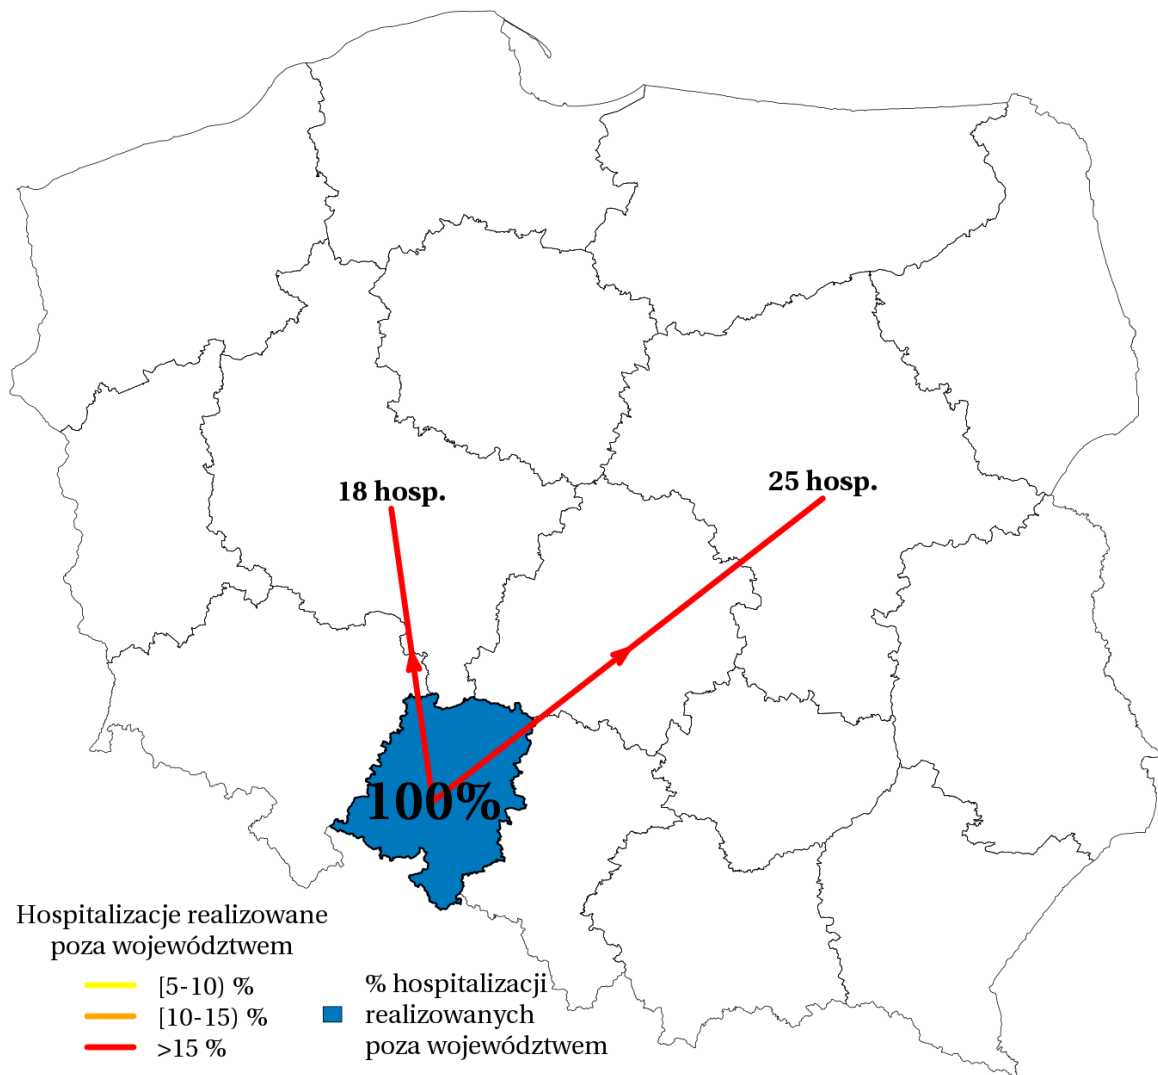 18 hosp.
25 hosp.
100%
Hospitalizacje realizowane
poza województwem
[5-10) %
[10-15) %
>15 %
% hospitalizacji
realizowanych
poza województwem